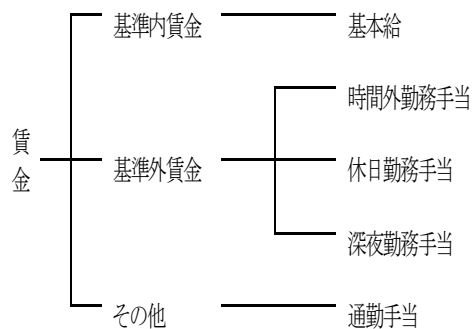 賃金
基準内賃金
基本給
基準外賃金
時間外勤務手当
休日勤務手当
深夜勤務手当
その他
通勤手当